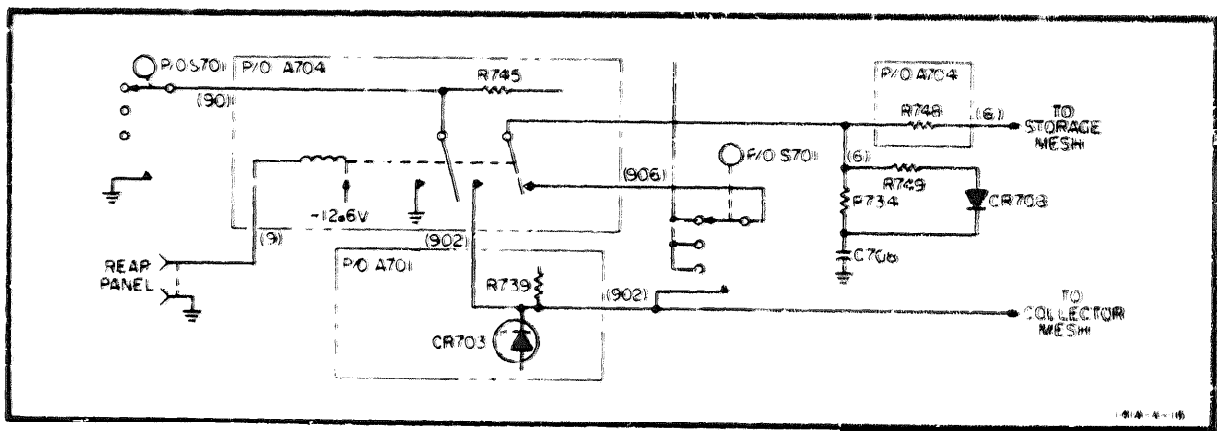 P/O S701
P/O A704
R745
(90)
P/O A704
R748
(6)
TO
STORAGE
MESH
P/O S701
(6)
R749
(906)
R734
CR708
-12.6V
(9)
(902)
C706
REAR
PANEL
P/O A701
R739
(902)
TO
COLLECTOR
MESH
CR703